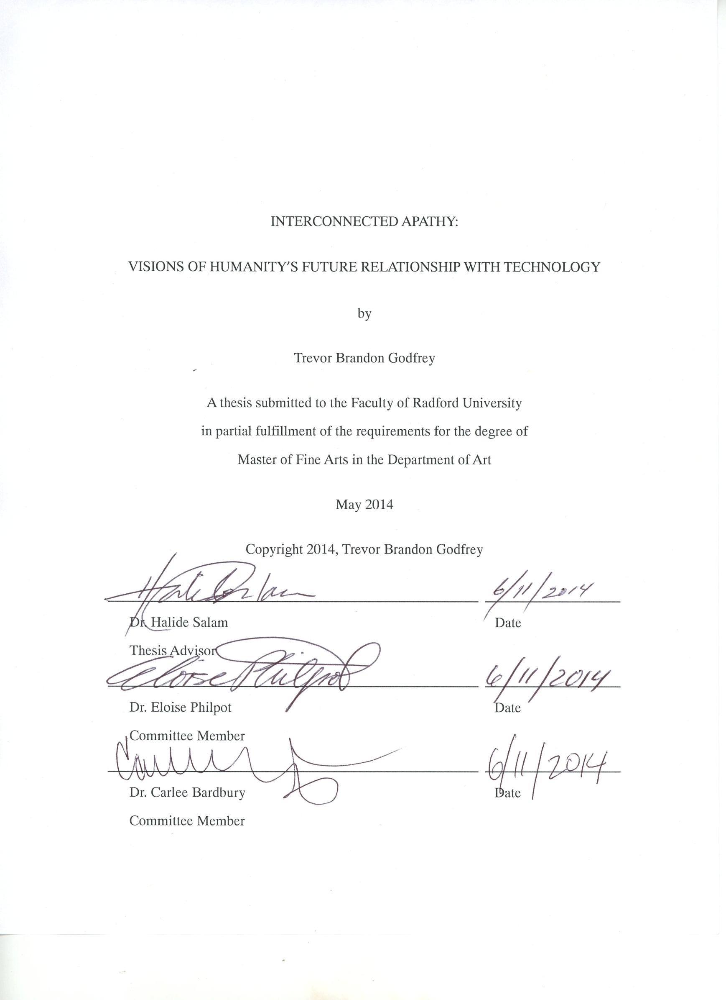 INTERCONNECTED APATHY:
VISIONS OF HUMANITY'S FUTURE RELATIONSHIP WITH TECHNOLOGY
by
Trevor Brandon Godfrey
A thesis submitted to the Faculty of Radford University
in partial fulfillment of the requirements for the degree of
Master of Fine Arts in the Department of Art
May 2014
Copyright 2014, Trevor Brandon Godfrey
6/11/2014
Dr. Halide Salam Date
Thesis Advisor
Eloise Philpot 6/11/2014
Dr. Eloise Philpot Date
Committee Member
6/11/2014
Dr. Carlee Bardbury Date
Committee Member